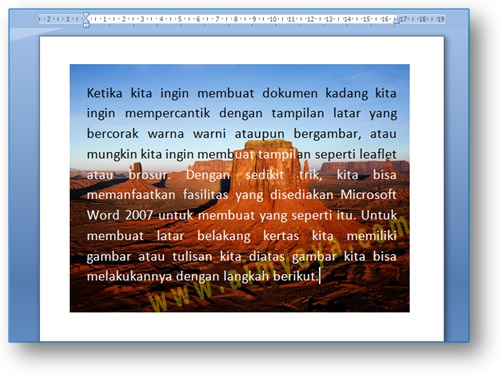 2 1 1 2 3 4 5 6 7 8 9 10 11 12 13 14 15 16 17 18 19
Ketika kita ingin membuat dokumen kadang kita
ingin mempercantik dengan tampilan latar yang
bercorak warna warni ataupun bergambar, atau
mungkin kita ingin membuat tampilan seperti leaflet
atau brosur. Dengan sedikit trik, kita bisa
memanfaatkan fasilitas yang disediakan Microsoft
Word 2007 untuk membuat yang seperti itu. Untuk
membuat latar belakang kertas kita memiliki
gambar atau tulisan kita diatas gambar kita bisa
melakukannya dengan langkah berikut.